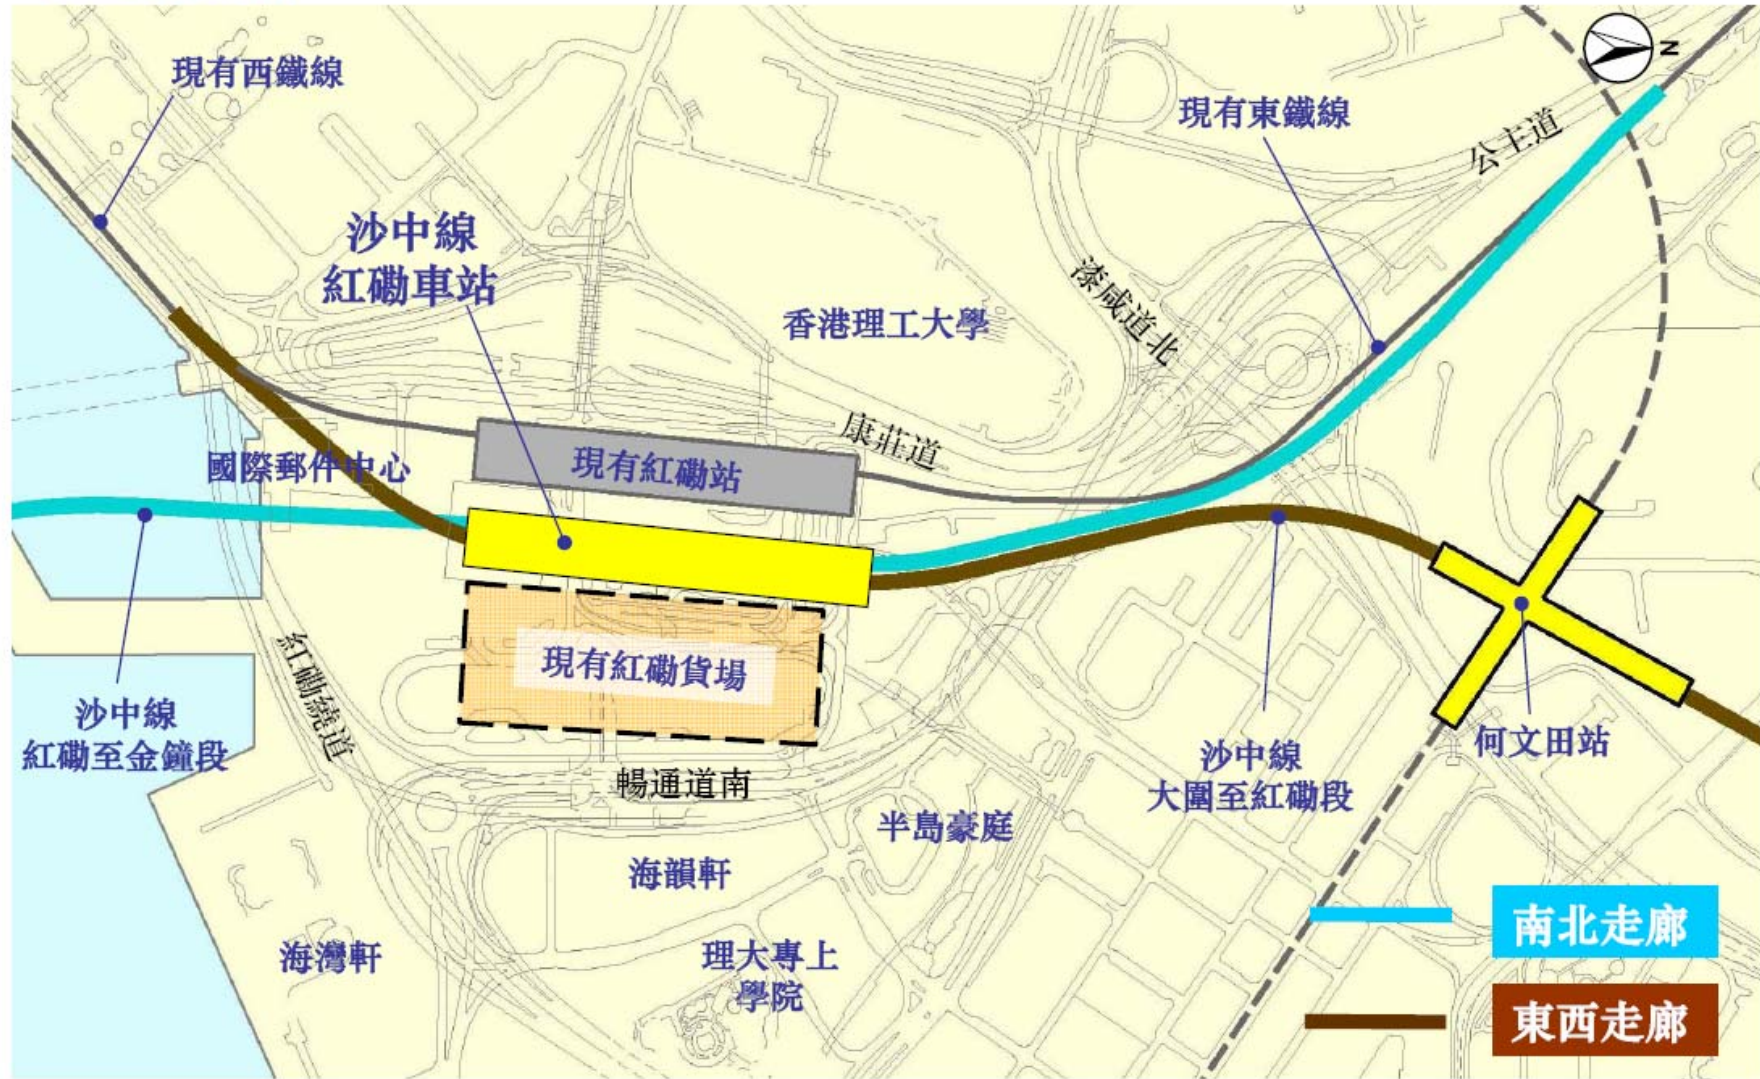 N
現有西鐵線
現有東鐵線
公主道
沙中線
紅磡車站
漆咸道北
香港理工大學
康莊道
國際郵件中心
現有紅磡站
現有紅磡貨場
紅磡繞道
沙中線
紅磡至金鐘段
暢通道南
沙中線
大圍至紅磡段
何文田站
半島豪庭
海韻軒
海灣軒
理大專上
學院
南北走廊
東西走廊